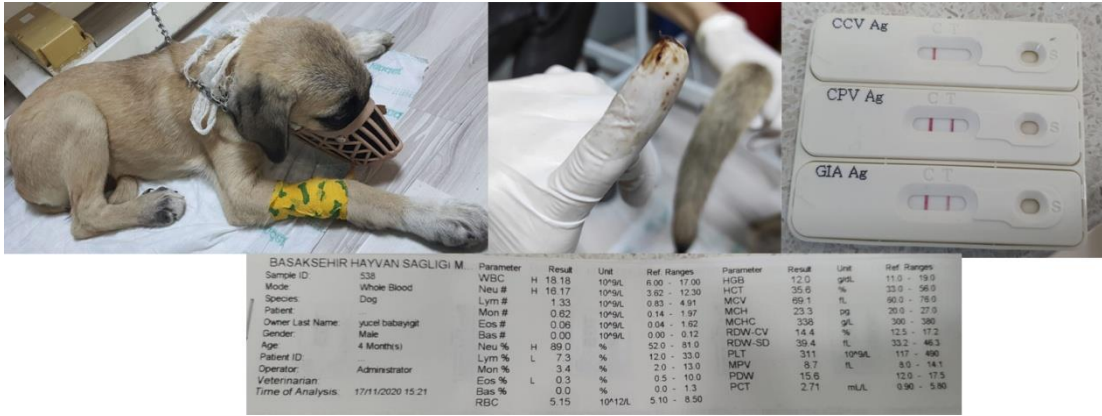 CCV Ag
C T
S
CPV Ag
C T
S
GIA Ag
C T
S
BASAKSEHIR HAYVAN SAGLIGI M...
Sample ID: 538
Mode: Whole Blood
Species: Dog
Patient:
Owner Last Name: yucel babayigit
Gender: Male
Age: 4 Month(s)
Patient ID:
Operator: Administrator
Veterinarian:
Time of Analysis: 17/11/2020 15:21
Parameter Result Unit Ref. Ranges
WBC H 18.18 10^9/L 6.00 - 17.00
Neu # H 16.17 10^9/L 3.62 - 12.30
Lym # 1.33 10^9/L 0.83 - 4.91
Mon # 0.62 10^9/L 0.14 - 1.97
Eos # 0.06 10^9/L 0.04 - 1.62
Bas # 0.00 10^9/L 0.00 - 0.12
Neu % H 89.0 % 52.0 - 81.0
Lym % L 7.3 % 12.0 - 33.0
Mon % 3.4 % 2.0 - 13.0
Eos % L 0.3 % 0.5 - 10.0
Bas % 0.0 % 0.0 - 1.3
RBC 5.15 10^12/L 5.10 - 8.50
Parameter Result Unit Ref. Ranges
HGB 12.0 g/dL 11.0 - 19.0
HCT 35.6 % 33.0 - 56.0
MCV 69.1 fL 60.0 - 76.0
MCH 23.3 pg 20.0 - 27.0
MCHC 338 g/L 300 - 380
RDW-CV 14.4 % 12.5 - 17.2
RDW-SD 39.4 fL 33.2 - 46.3
PLT 311 10^9/L 117 - 490
MPV 8.7 fL 8.0 - 14.1
PDW 15.6 12.0 - 17.5
PCT 2.71 mL/L 0.90 - 5.80